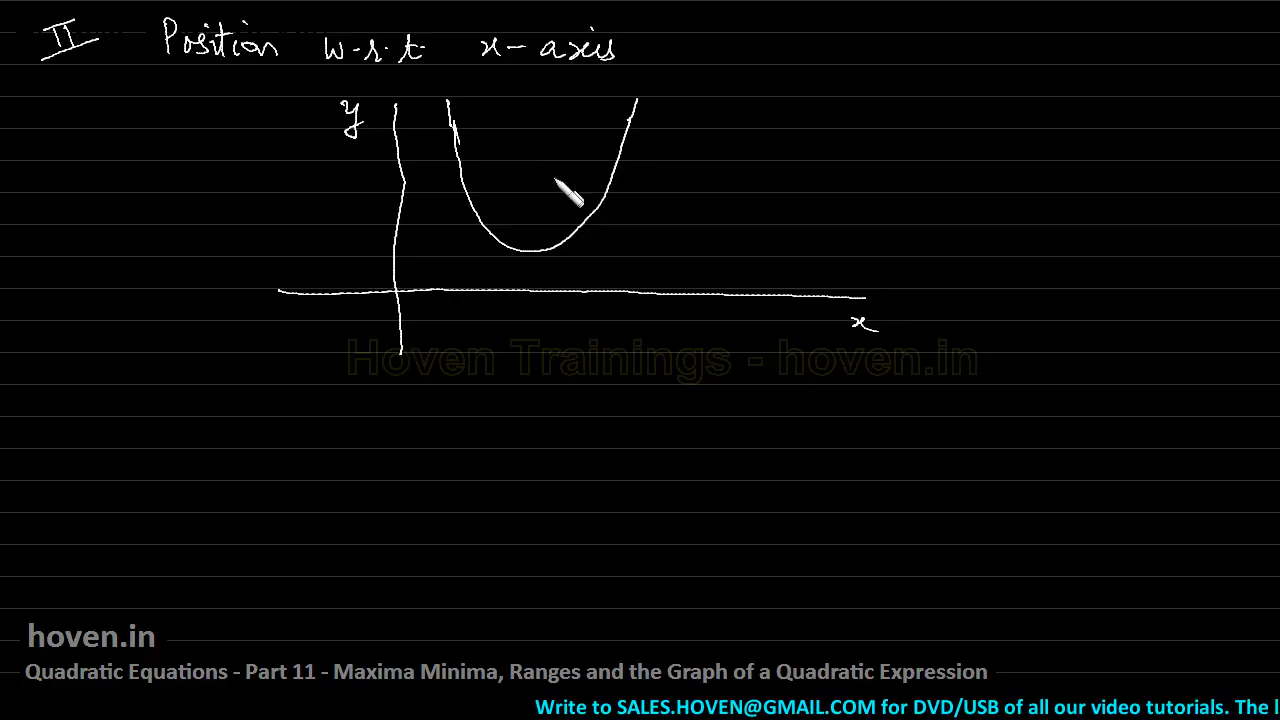 II Position w.r.t x-axis
y
x
Hoven Trainings - hoven.in
hoven.in
Quadratic Equations - Part 11 - Maxima Minima, Ranges and the Graph of a Quadratic Expression
Write to SALES.HOVEN@GMAIL.COM for DVD/USB of all our video tutorials. The